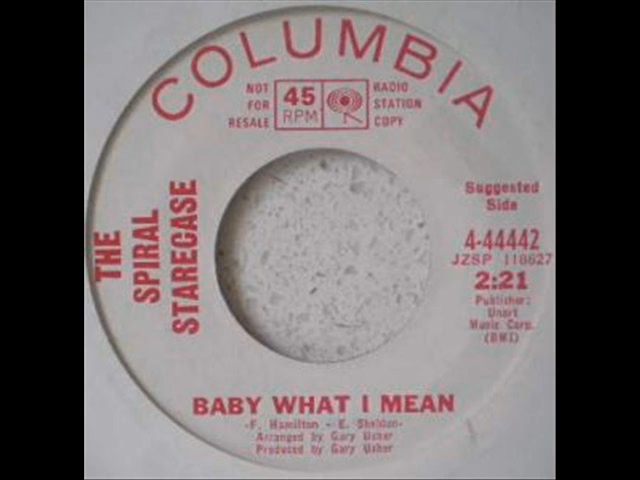 COLUMBIA
NOT
FOR
RESALE
45
RPM
RADIO
STATION
COPY
THE
SPIRAL
STARECASE
Suggested
Side
4-44442
JZSP 118627
2:21
Publisher:
Unart
Music Corp.
(BMI)
BABY WHAT I MEAN
-F. Hamilton - E. Sheldon-
Arranged by Gary Usher
Produced by Gary Usher